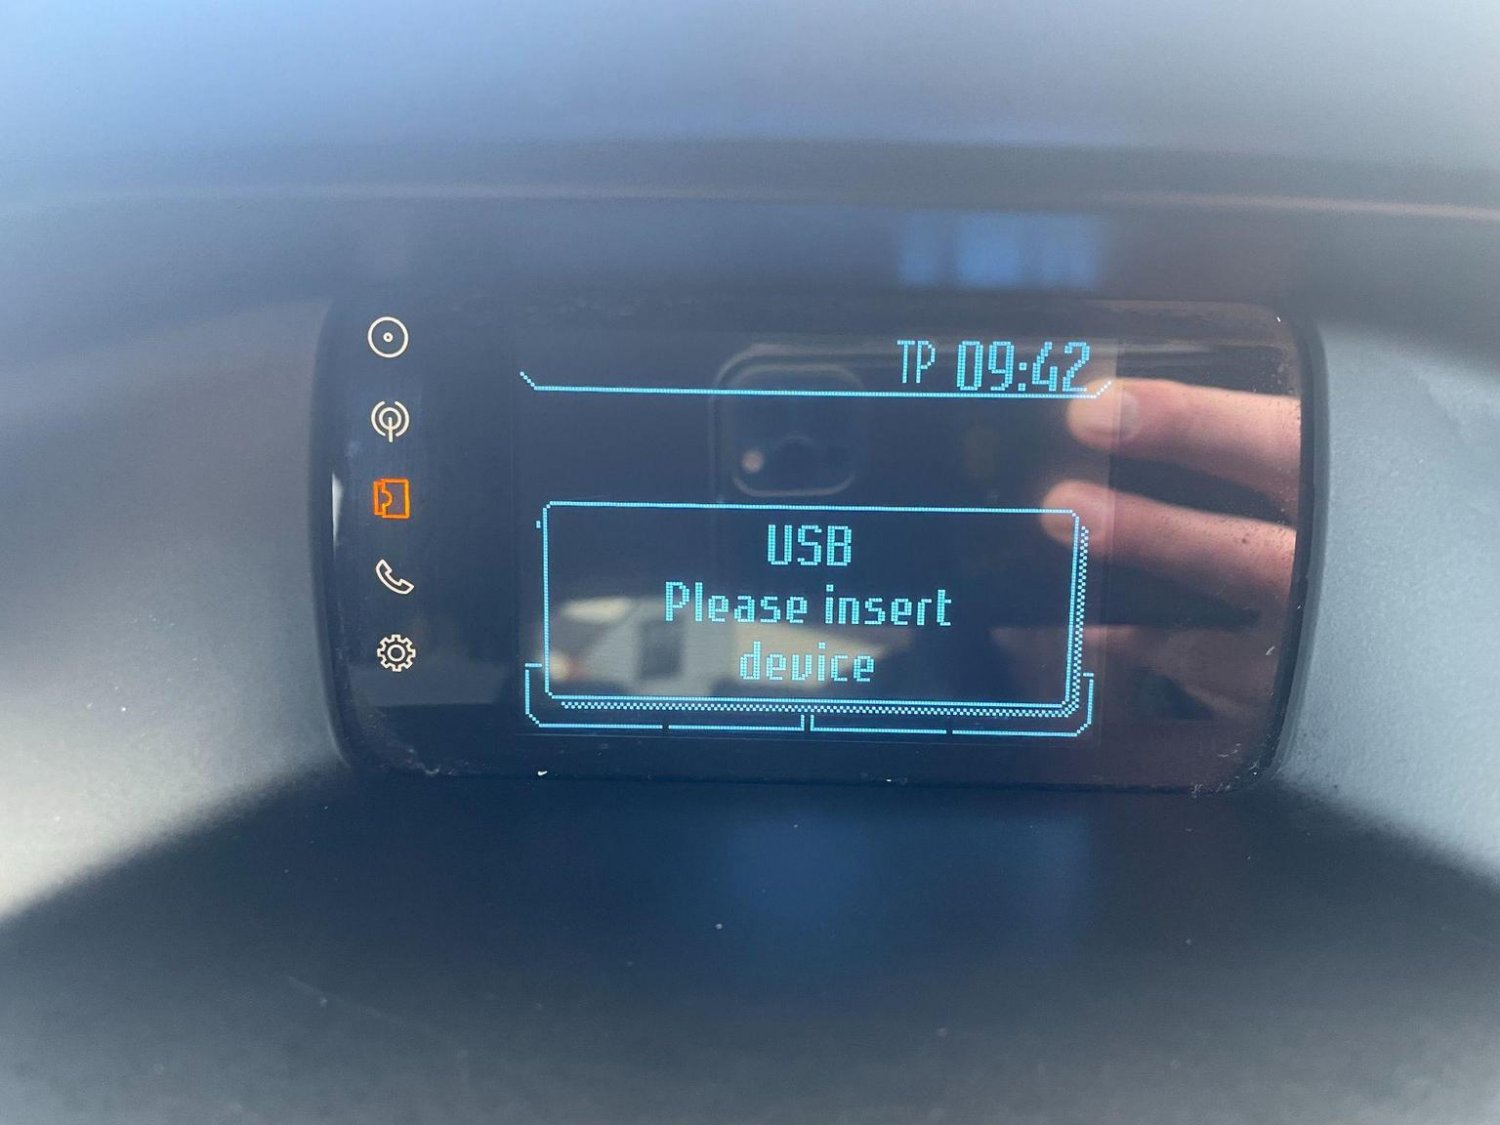 TP 09:42
USB
Please insert
device